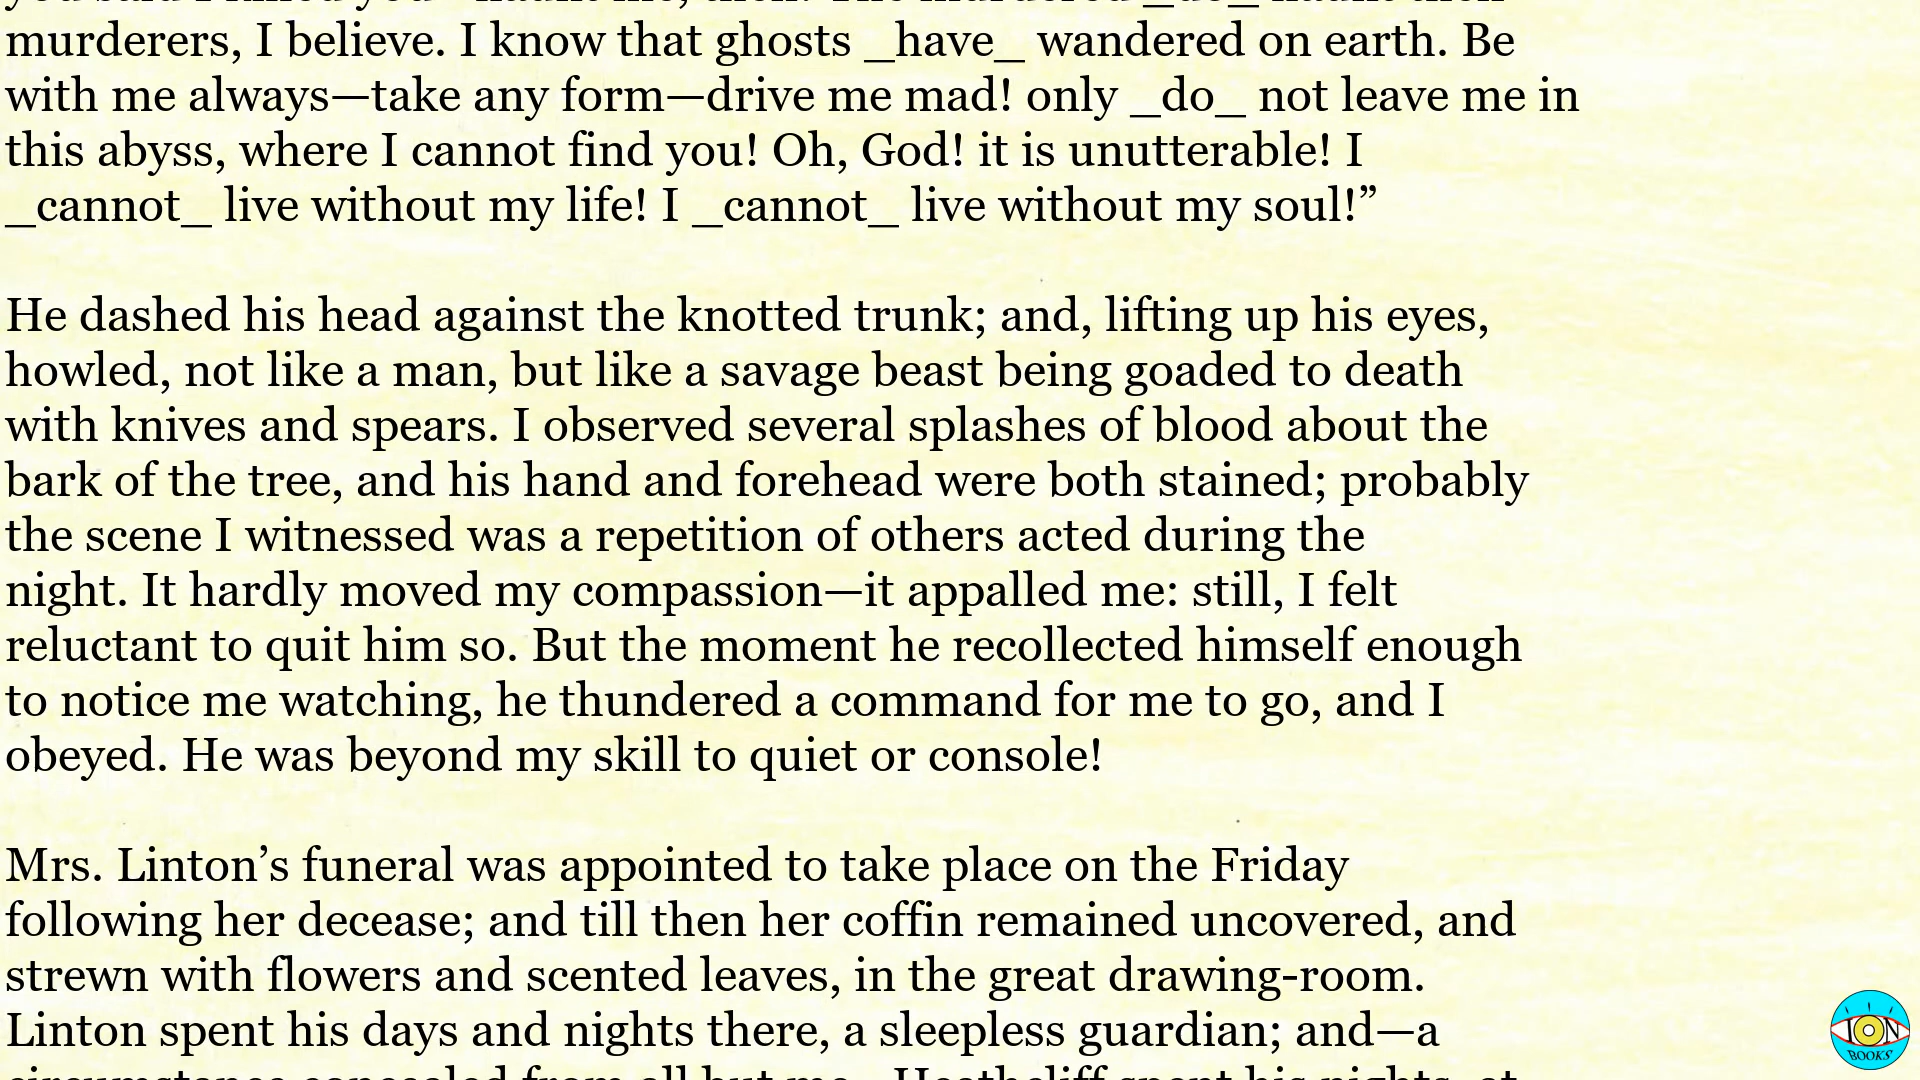 murderers, I believe. I know that ghosts _have_ wandered on earth. Be
with me always—take any form—drive me mad! only _do_ not leave me in
this abyss, where I cannot find you! Oh, God! it is unutterable! I
_cannot_ live without my life! I _cannot_ live without my soul!”
He dashed his head against the knotted trunk; and, lifting up his eyes,
howled, not like a man, but like a savage beast being goaded to death
with knives and spears. I observed several splashes of blood about the
bark of the tree, and his hand and forehead were both stained; probably
the scene I witnessed was a repetition of others acted during the
night. It hardly moved my compassion—it appalled me: still, I felt
reluctant to quit him so. But the moment he recollected himself enough
to notice me watching, he thundered a command for me to go, and I
obeyed. He was beyond my skill to quiet or console!
Mrs. Linton’s funeral was appointed to take place on the Friday
following her decease; and till then her coffin remained uncovered, and
strewn with flowers and scented leaves, in the great drawing-room.
Linton spent his days and nights there, a sleepless guardian; and—a
ION
BOOKS